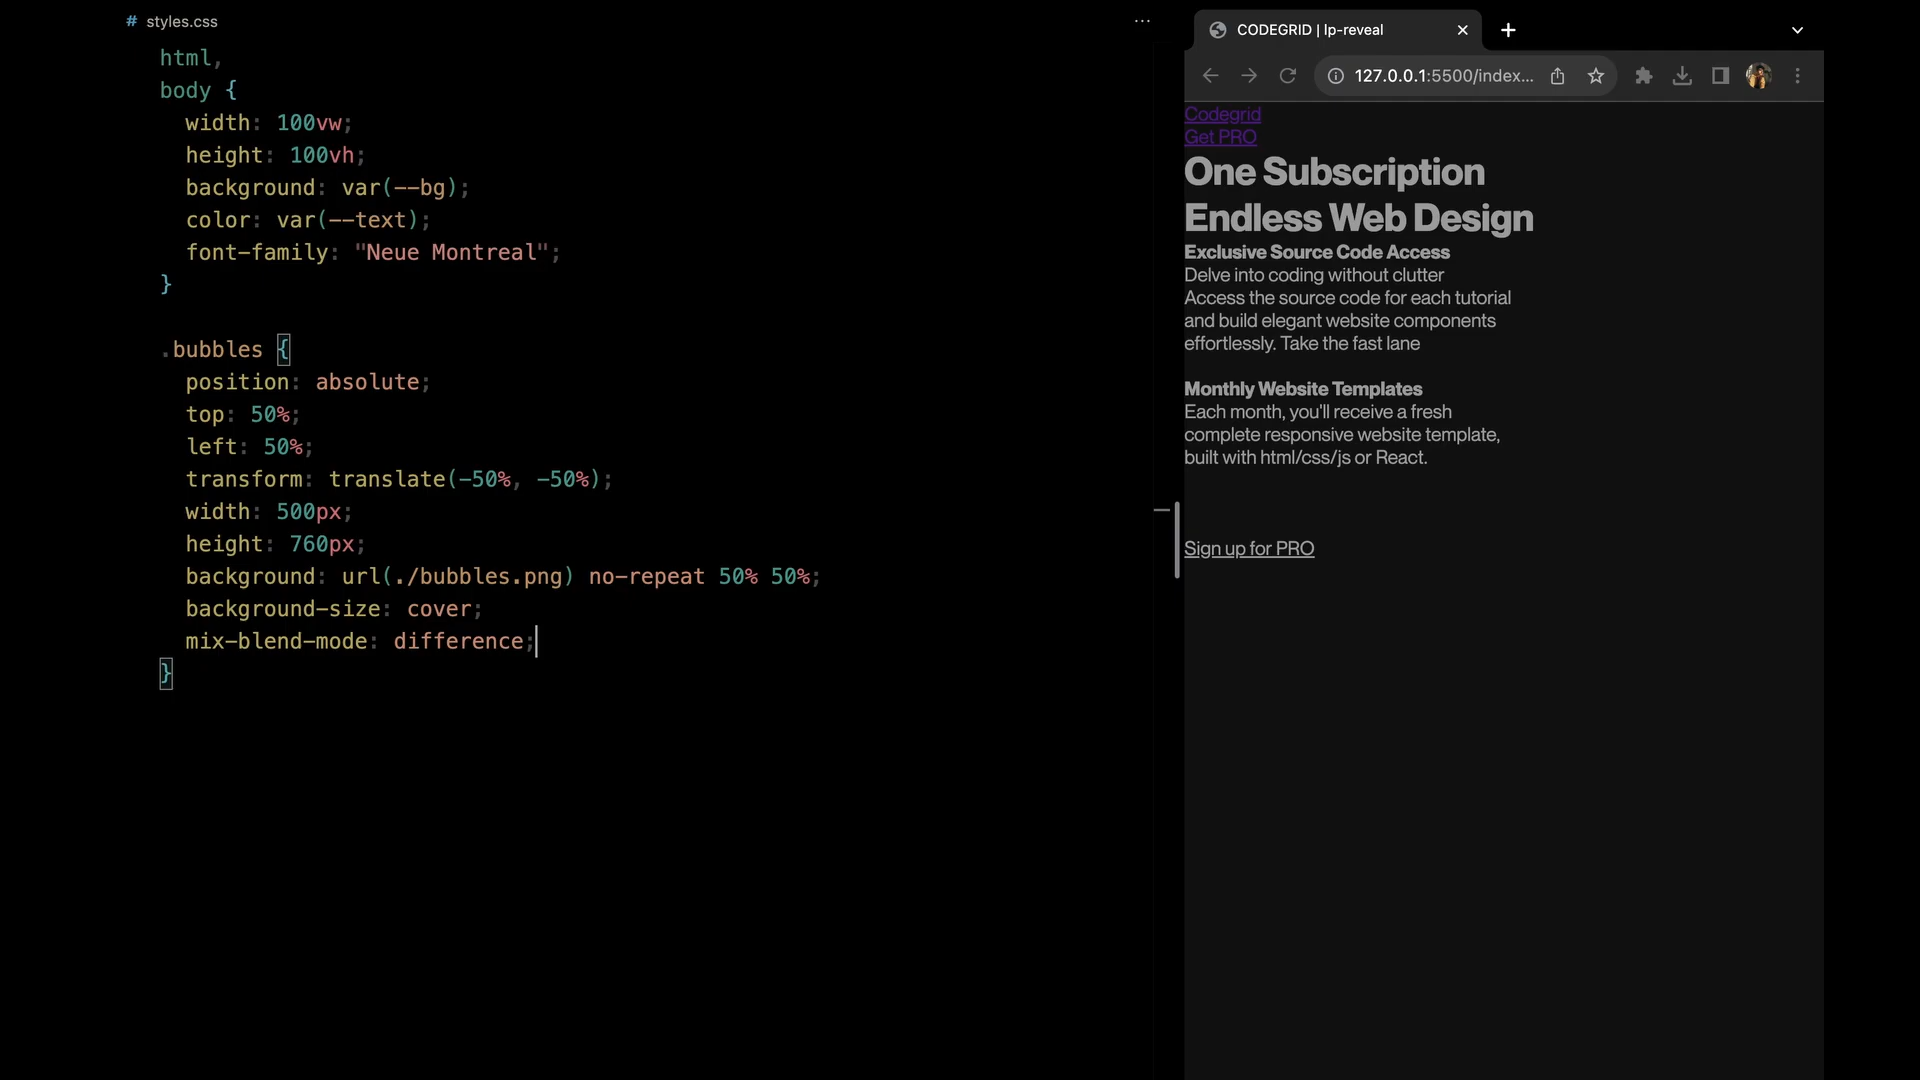 # styles.css
...
html,
body {
width: 100vw;
height: 100vh;
background: var(--bg);
color: var(--text);
font-family: "Neue Montreal";
}
.bubbles {
position: absolute;
top: 50%;
left: 50%;
transform: translate(-50%, -50%);
width: 500px;
height: 760px;
background: url(./bubbles.png) no-repeat 50% 50%;
background-size: cover;
mix-blend-mode: difference;
}
CODEGRID | lp-reveal
127.0.0.1:5500/index...
Codegrid
Get PRO
One Subscription
Endless Web Design
Exclusive Source Code Access
Delve into coding without clutter
Access the source code for each tutorial
and build elegant website components
effortlessly. Take the fast lane
Monthly Website Templates
Each month, you'll receive a fresh
complete responsive website template,
built with html/css/js or React.
Sign up for PRO